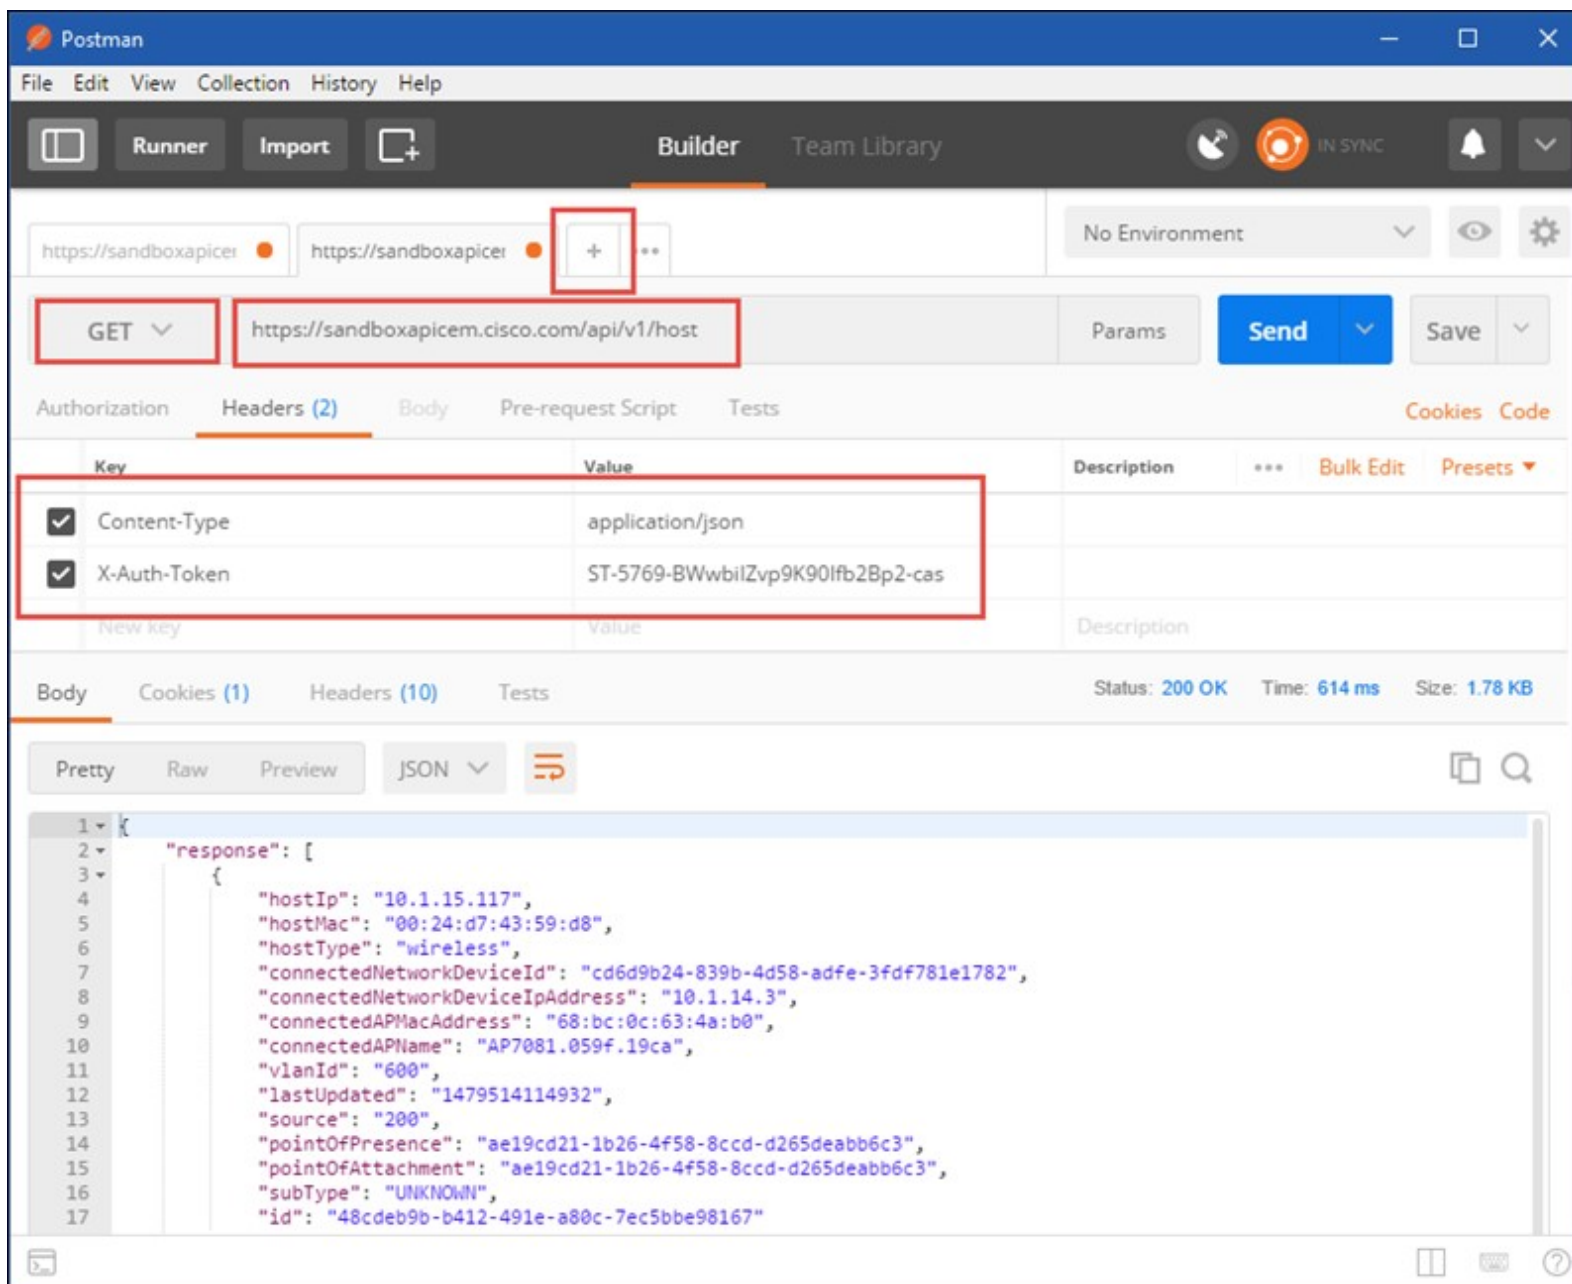 Postman
File Edit View Collection History Help
Runner Import Builder Team Library IN SYNC
https://sandboxapicer https://sandboxapicer + ••• No Environment
GET https://sandboxapicem.cisco.com/api/v1/host Params Send Save
Authorization Headers (2) Body Pre-request Script Tests Cookies Code
Key Value Description ••• Bulk Edit Presets
Content-Type application/json
X-Auth-Token ST-5769-BWwbilZvp9K90lfb2Bp2-cas
New key Value Description
Body Cookies (1) Headers (10) Tests Status: 200 OK Time: 614 ms Size: 1.78 KB
Pretty Raw Preview JSON
1 {
2 "response": [
3 {
4 "hostIp": "10.1.15.117",
5 "hostMac": "00:24:d7:43:59:d8",
6 "hostType": "wireless",
7 "connectedNetworkDeviceId": "cd6d9b24-839b-4d58-adfe-3fdf781e1782",
8 "connectedNetworkDeviceIpAddress": "10.1.14.3",
9 "connectedAPMacAddress": "68:bc:0c:63:4a:b0",
10 "connectedAPName": "AP7081.059f.19ca",
11 "vlanId": "600",
12 "lastUpdated": "1479514114932",
13 "source": "200",
14 "pointOfPresence": "ae19cd21-1b26-4f58-8ccd-d265deabb6c3",
15 "pointOfAttachment": "ae19cd21-1b26-4f58-8ccd-d265deabb6c3",
16 "subType": "UNKNOWN",
17 "id": "48cdeb9b-b412-491e-a80c-7ec5bbe98167"